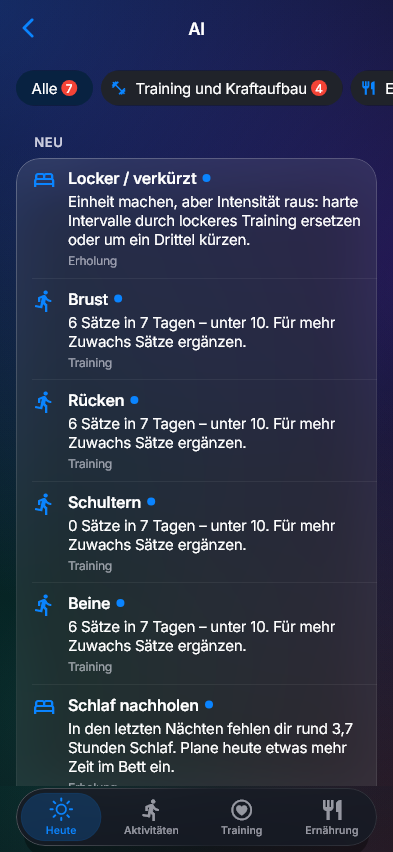 AI
Alle 7
Training und Kraftaufbau 4
E
NEU
Locker / verkürzt
Einheit machen, aber Intensität raus: harte
Intervalle durch lockeres Training ersetzen
oder um ein Drittel kürzen.
Erholung
Brust
6 Sätze in 7 Tagen – unter 10. Für mehr
Zuwachs Sätze ergänzen.
Training
Rücken
6 Sätze in 7 Tagen – unter 10. Für mehr
Zuwachs Sätze ergänzen.
Training
Schultern
0 Sätze in 7 Tagen – unter 10. Für mehr
Zuwachs Sätze ergänzen.
Training
Beine
6 Sätze in 7 Tagen – unter 10. Für mehr
Zuwachs Sätze ergänzen.
Training
Schlaf nachholen
In den letzten Nächten fehlen dir rund 3,7
Stunden Schlaf. Plane heute etwas mehr
Zeit im Bett ein.
Erholung
Heute
Aktivitäten
Training
Ernährung